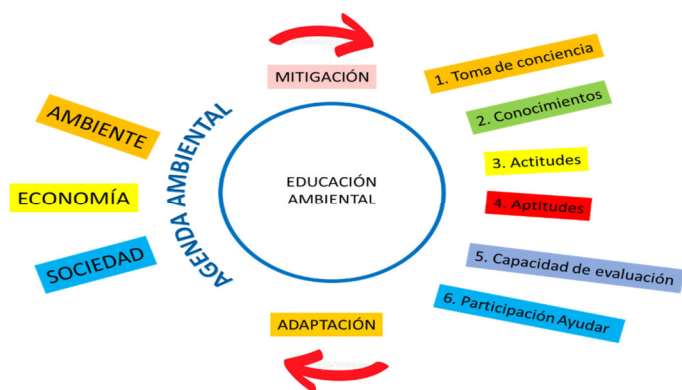 MITIGACIÓN
1. Toma de conciencia
2. Conocimientos
3. Actitudes
4. Aptitudes
5. Capacidad de evaluación
6. Participación Ayudar
AMBIENTE
ECONOMÍA
SOCIEDAD
AGENDA AMBIENTAL
EDUCACIÓN
AMBIENTAL
ADAPTACIÓN